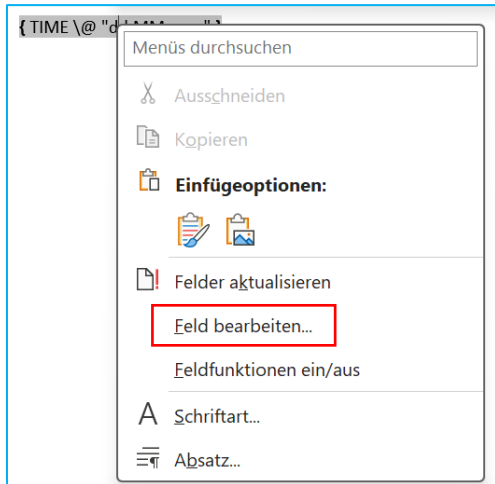 { TIME \@ "d
Menüs durchsuchen
Ausschneiden
Kopieren
Einfügeoptionen:
Felder aktualisieren
Feld bearbeiten...
Feldfunktionen ein/aus
Schriftart...
Absatz...